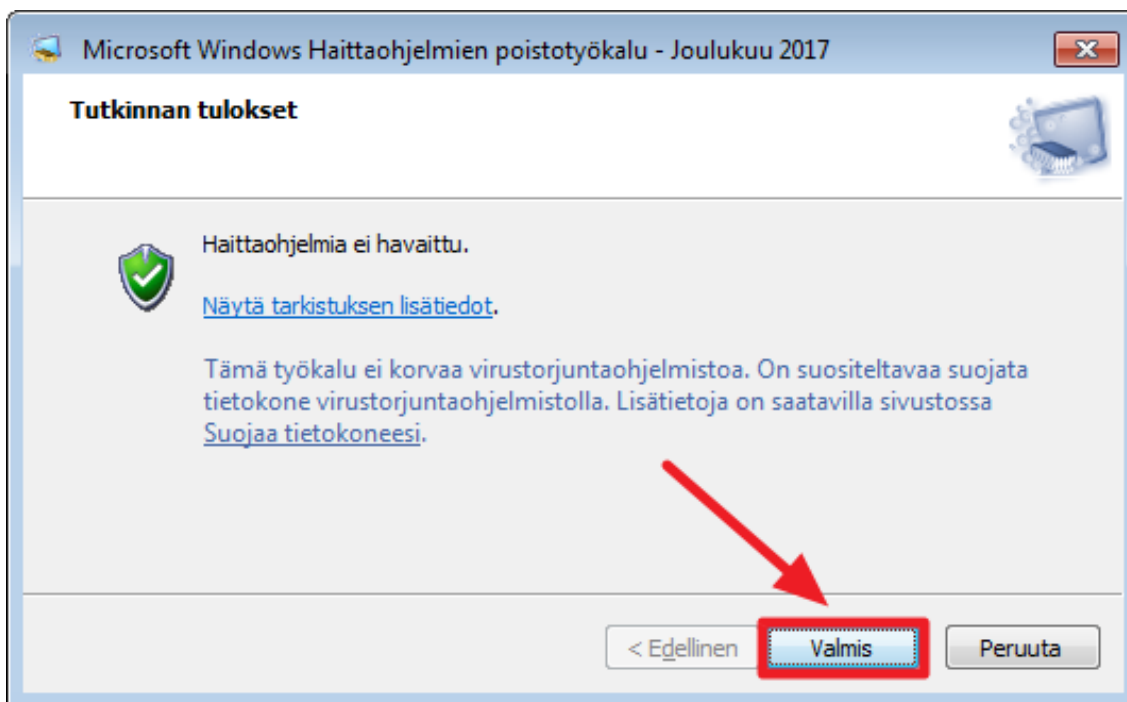 Microsoft Windows Haittaohjelmien poistotyökalu - Joulukuu 2017
Tutkinnan tulokset
Haittaohjelmia ei havaittu.
Näytä tarkistuksen lisätiedot.
Tämä työkalu ei korvaa virustorjuntaohjelmistoa. On suositeltavaa suojata
tietokone virustorjuntaohjelmistolla. Lisätietoja on saatavilla sivustossa
Suojaa tietokoneesi.
< Edellinen
Valmis
Peruuta